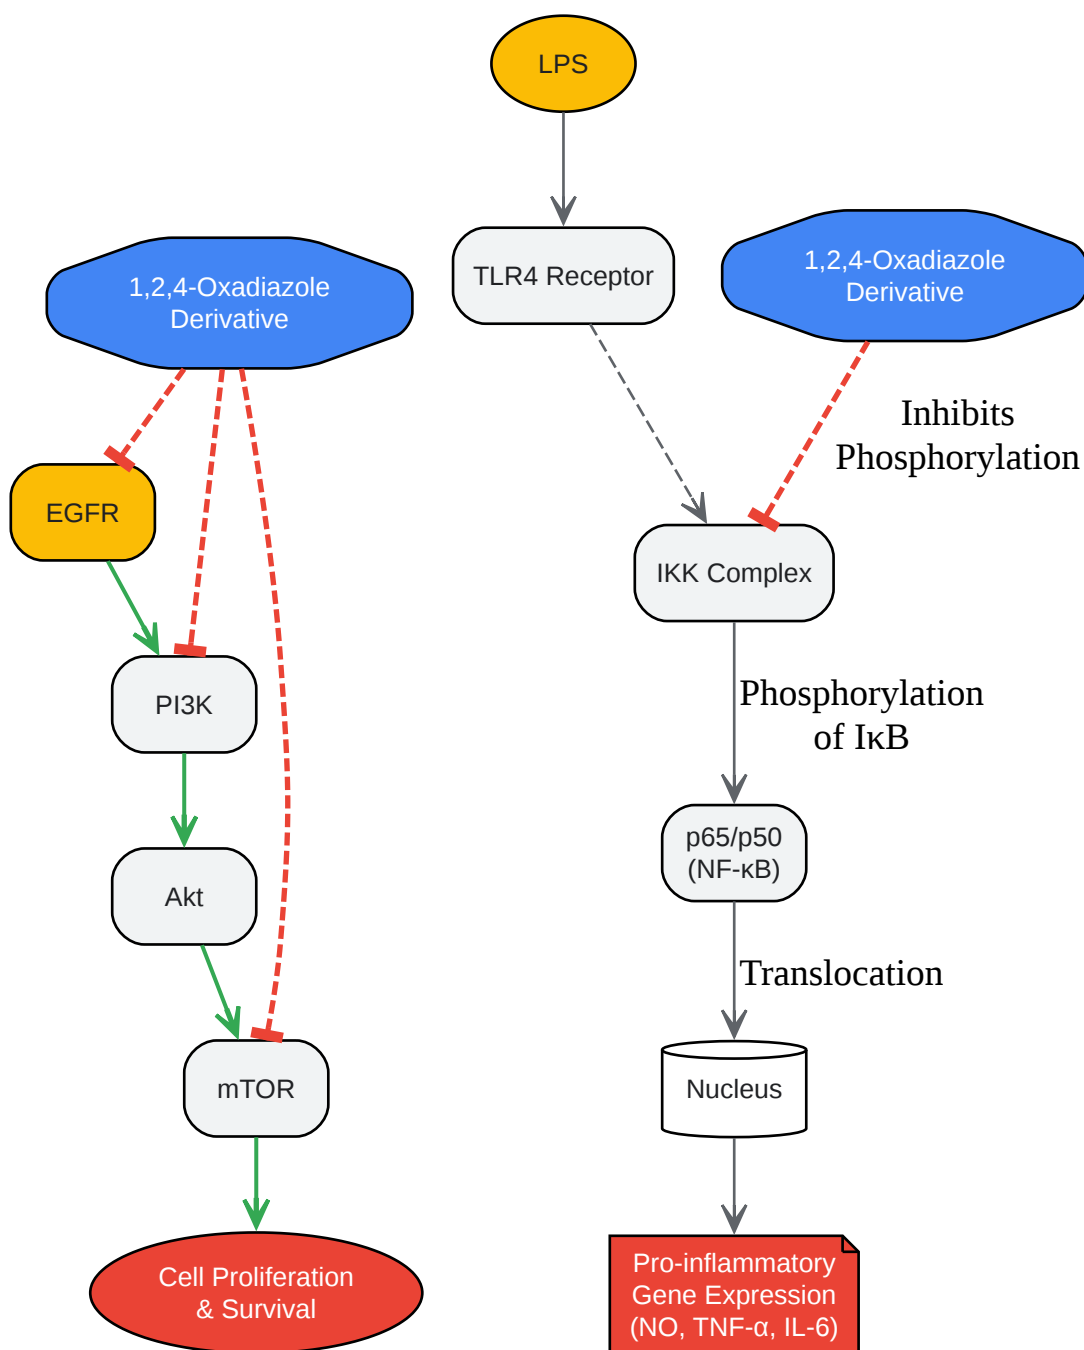 LPS
TLR4 Receptor
1,2,4-Oxadiazole
Derivative
1,2,4-Oxadiazole
Derivative
Inhibits
Phosphorylation
EGFR
IKK Complex
PI3K
Phosphorylation
of IκB
p65/p50
(NF-κB)
Akt
Translocation
mTOR
Nucleus
Cell Proliferation
& Survival
Pro-inflammatory
Gene Expression
(NO, TNF-α, IL-6)